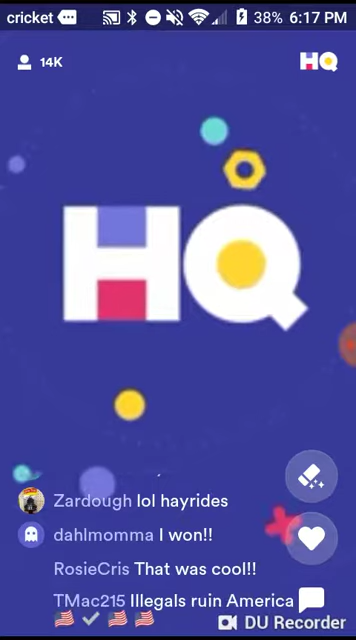 cricket 38% 6:17 PM
14K HQ
HQ
Zardough lol hayrides
dahlmomma I won!!
RosieCris That was cool!!
TMac215 Illegals ruin America
🇺🇸 ✔️ 🇺🇸 🇺🇸
DU Recorder